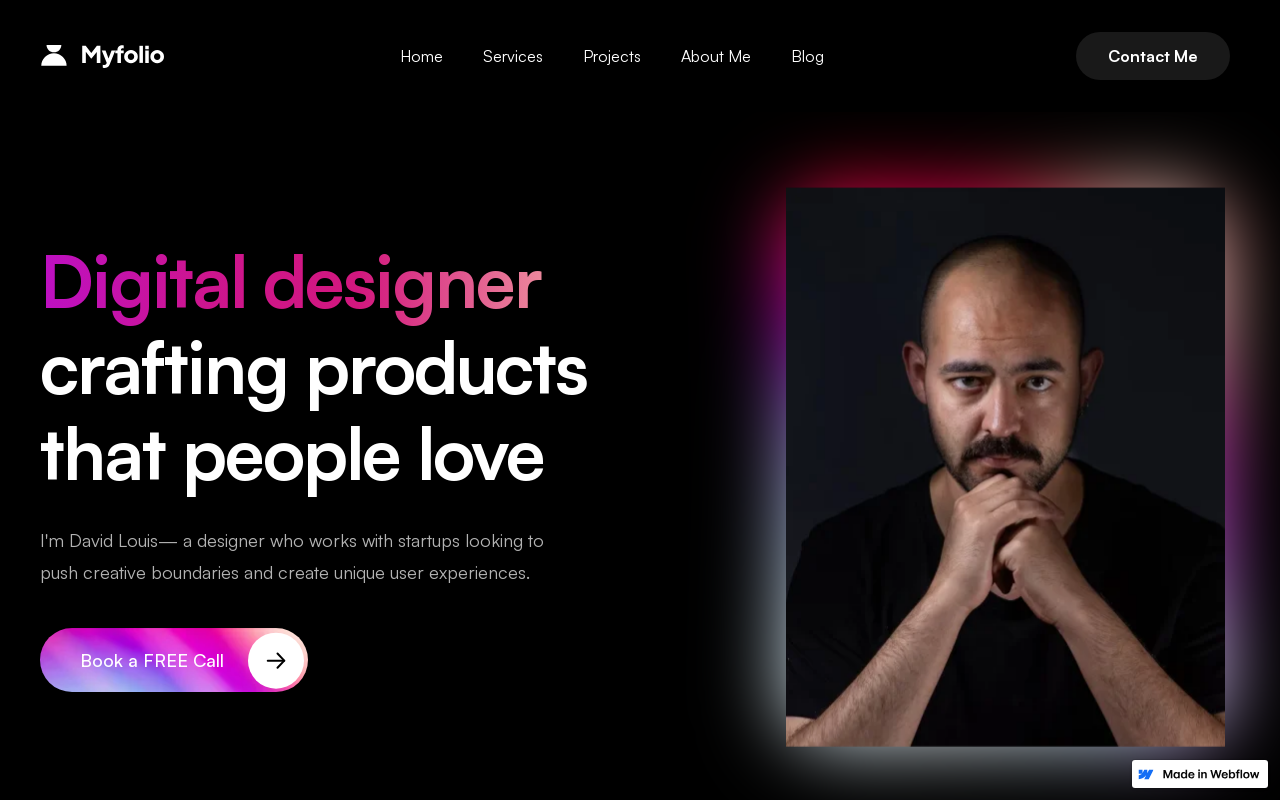 Myfolio
Home
Services
Projects
About Me
Blog
Contact Me
Digital designer
crafting products
that people love
I'm David Louis— a designer who works with startups looking to
push creative boundaries and create unique user experiences.
Book a FREE Call
Made in Webflow